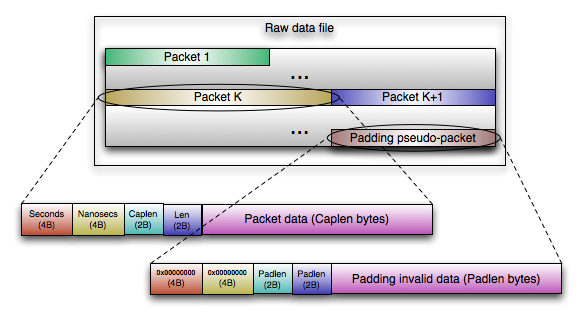 Raw data file
Packet 1
...
Packet K Packet K+1
...
Padding pseudo-packet
Seconds Nanosecs Caplen Len Packet data (Caplen bytes)
(4B) (4B) (2B) (2B)
0x00000000 0x00000000 Padlen Padlen Padding invalid data (Padlen bytes)
(4B) (4B) (2B) (2B)